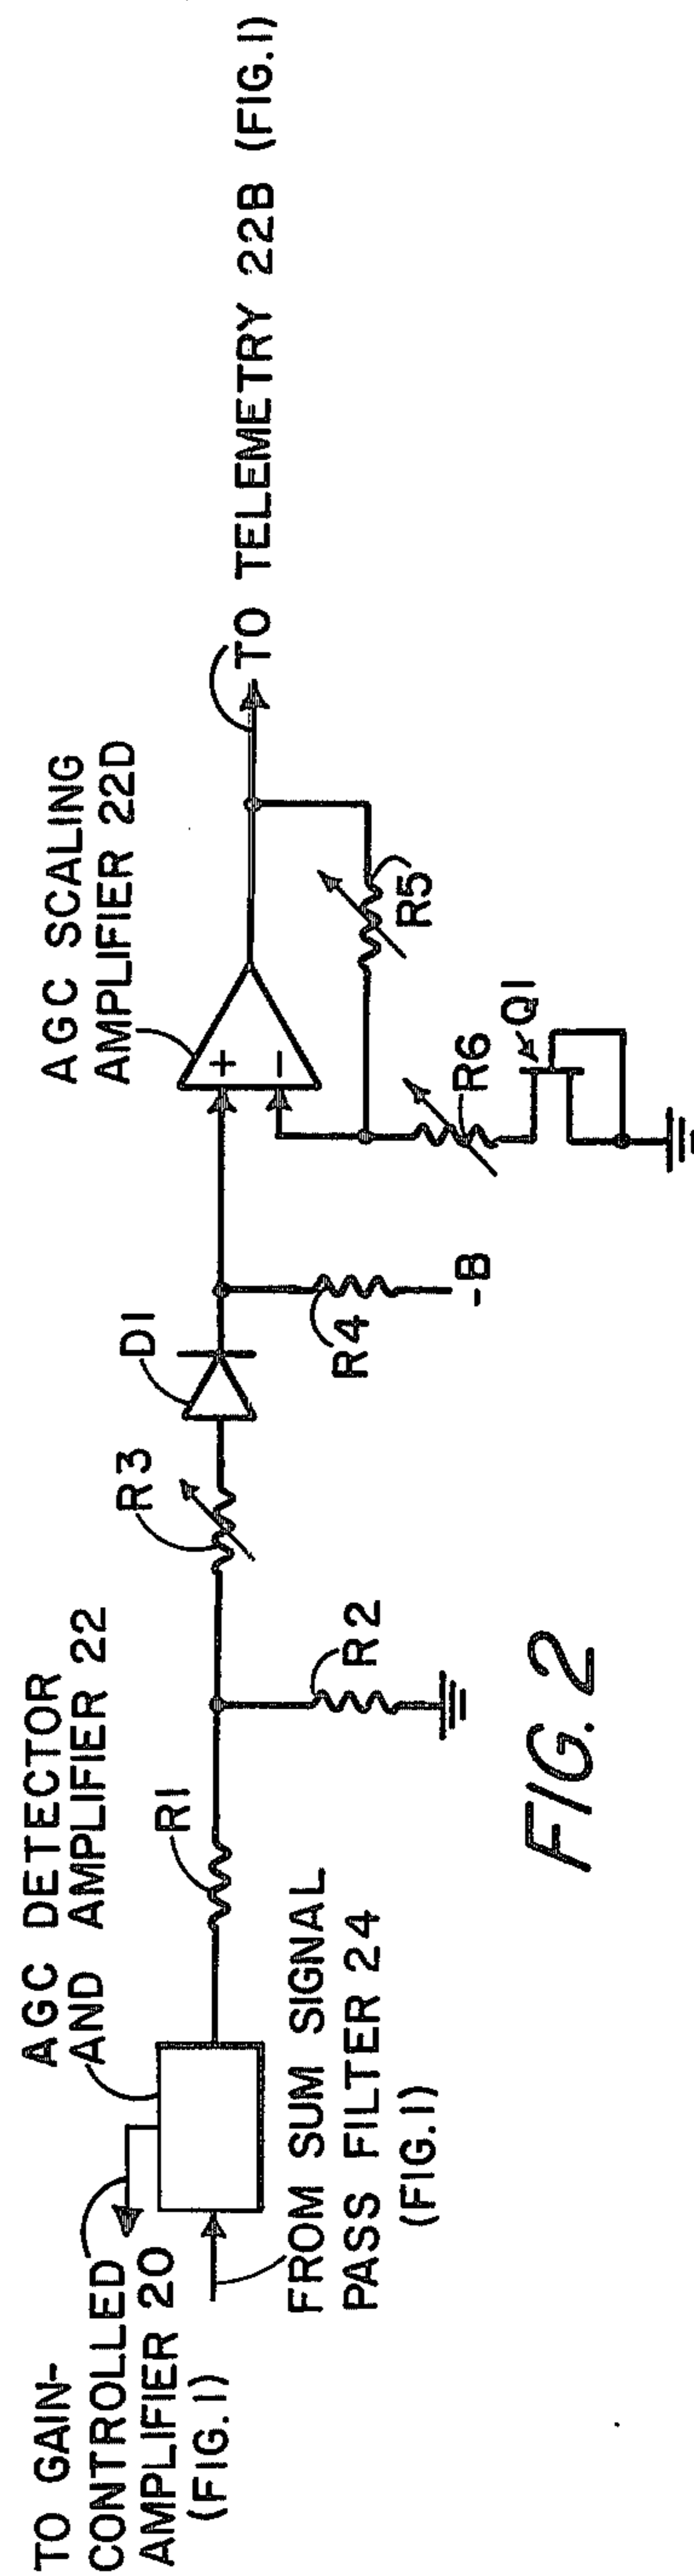 TO GAIN-
CONTROLLED
AMPLIFIER 20
(FIG. 1)
AGC DETECTOR
AND AMPLIFIER 22
FROM SUM SIGNAL
PASS FILTER 24
(FIG. 1)
R1
R2
R3
D1
R4
-B
AGC SCALING
AMPLIFIER 22D
+
-
R5
R6
Q1
TO TELEMETRY 22B (FIG. 1)
FIG. 2